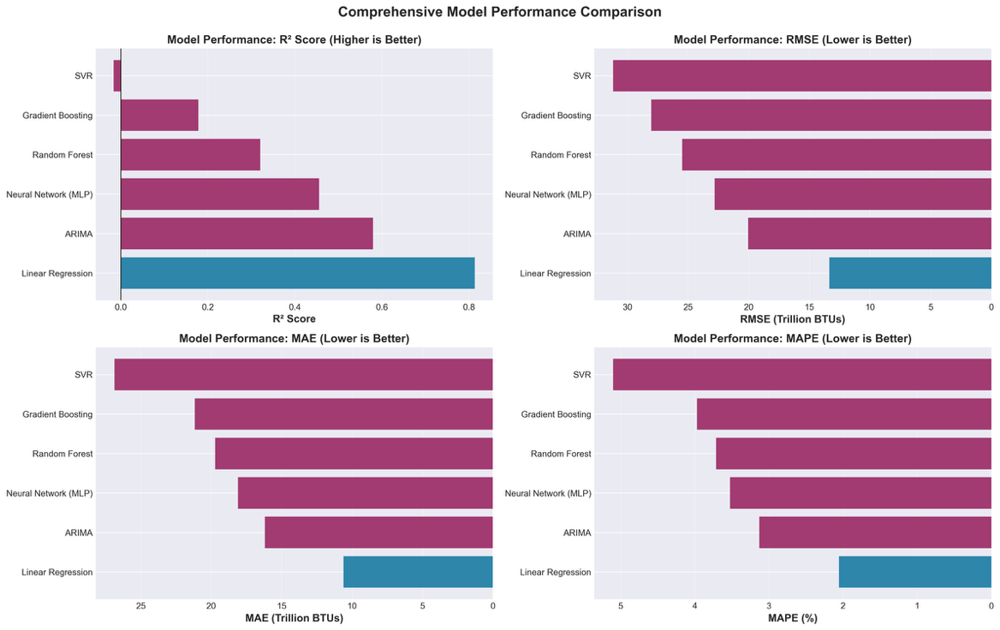 Comprehensive Model Performance Comparison
Model Performance: R² Score (Higher is Better)
SVR
Gradient Boosting
Random Forest
Neural Network (MLP)
ARIMA
Linear Regression
0.0 0.2 0.4 0.6 0.8
R² Score
Model Performance: RMSE (Lower is Better)
SVR
Gradient Boosting
Random Forest
Neural Network (MLP)
ARIMA
Linear Regression
30 25 20 15 10 5 0
RMSE (Trillion BTUs)
Model Performance: MAE (Lower is Better)
SVR
Gradient Boosting
Random Forest
Neural Network (MLP)
ARIMA
Linear Regression
25 20 15 10 5 0
MAE (Trillion BTUs)
Model Performance: MAPE (Lower is Better)
SVR
Gradient Boosting
Random Forest
Neural Network (MLP)
ARIMA
Linear Regression
5 4 3 2 1 0
MAPE (%)